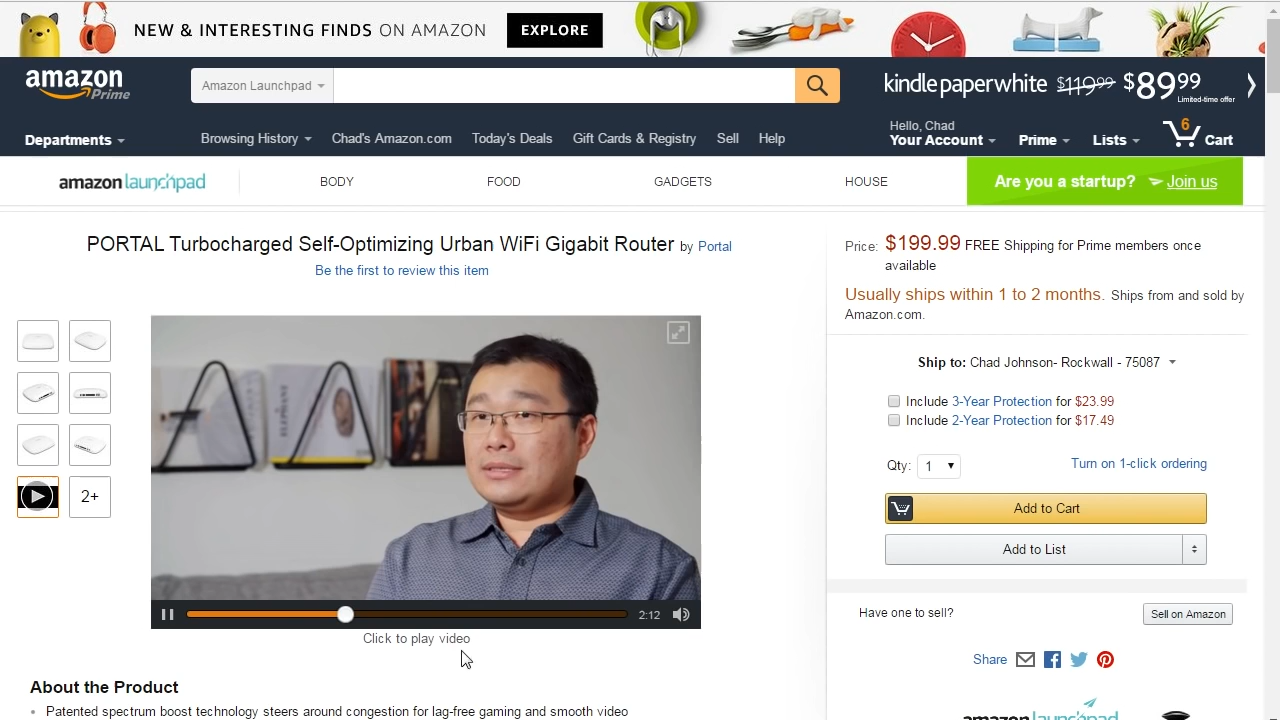 NEW & INTERESTING FINDS ON AMAZON
EXPLORE
amazon
Prime
Amazon Launchpad
kindle paperwhite $119.99 $89.99
Limited-time offer
Departments
Browsing History
Chad's Amazon.com
Today's Deals
Gift Cards & Registry
Sell
Help
Hello, Chad
Your Account
Prime
Lists
6
Cart
amazon launchpad
BODY
FOOD
GADGETS
HOUSE
Are you a startup? Join us
PORTAL Turbocharged Self-Optimizing Urban WiFi Gigabit Router by Portal
Be the first to review this item
2+
2:12
Click to play video
About the Product
• Patented spectrum boost technology steers around congestion for lag-free gaming and smooth video
Price: $199.99 FREE Shipping for Prime members once
available
Usually ships within 1 to 2 months. Ships from and sold by
Amazon.com.
Ship to: Chad Johnson- Rockwall - 75087
Include 3-Year Protection for $23.99
Include 2-Year Protection for $17.49
Qty: 1
Turn on 1-click ordering
Add to Cart
Add to List
Have one to sell?
Sell on Amazon
Share
amazon launchpad